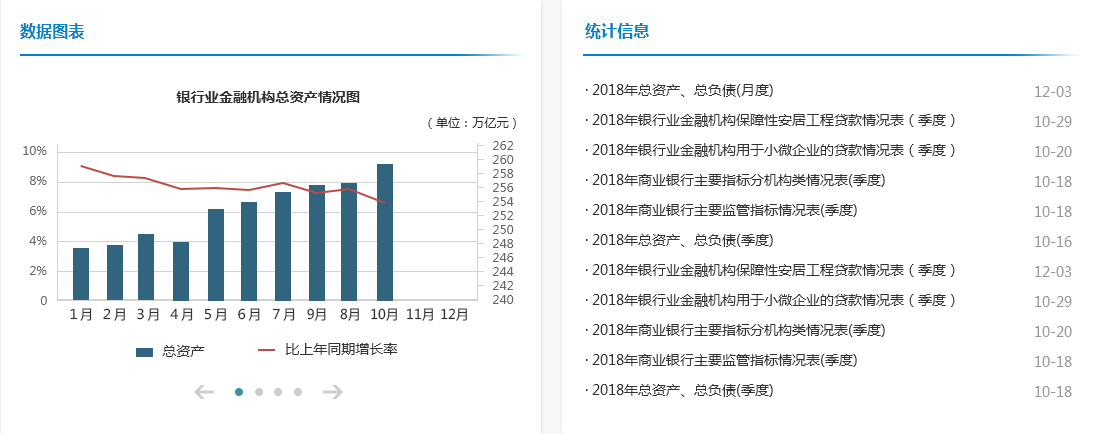 数据图表
银行业金融机构总资产情况图
（单位：万亿元）
10%
8%
6%
4%
2%
0
262
260
258
256
254
252
250
248
246
244
242
240
1月 2月 3月 4月 5月 6月 7月 9月 8月 10月 11月 12月
总资产 比上年同期增长率
统计信息
· 2018年总资产、总负债(月度) 12-03
· 2018年银行业金融机构保障性安居工程贷款情况表（季度） 10-29
· 2018年银行业金融机构用于小微企业的贷款情况表（季度） 10-20
· 2018年商业银行主要指标分机构类情况表(季度) 10-18
· 2018年商业银行主要监管指标情况表(季度) 10-18
· 2018年总资产、总负债(季度) 10-16
· 2018年银行业金融机构保障性安居工程贷款情况表（季度） 12-03
· 2018年银行业金融机构用于小微企业的贷款情况表（季度） 10-29
· 2018年商业银行主要指标分机构类情况表(季度) 10-20
· 2018年商业银行主要监管指标情况表(季度) 10-18
· 2018年总资产、总负债(季度) 10-18